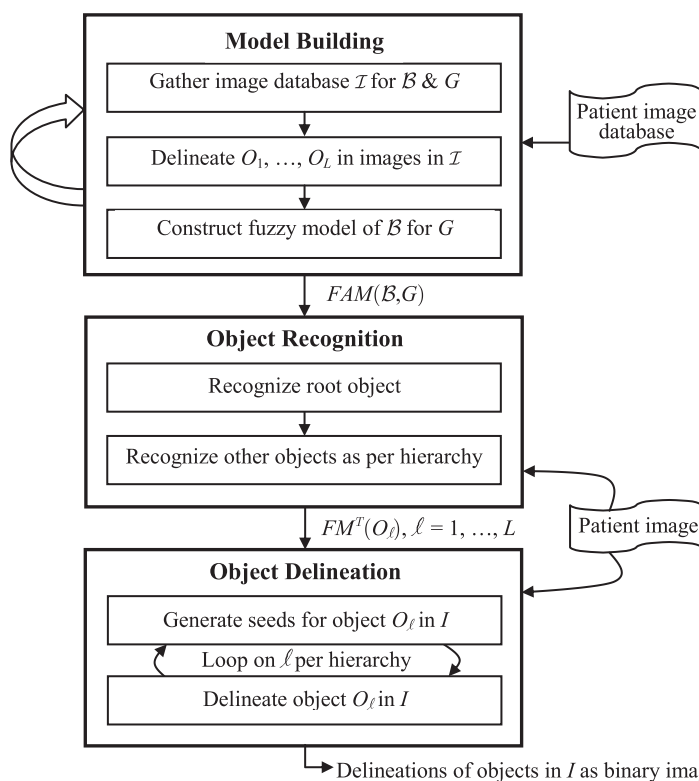 Model Building
Gather image database ℐ for ℬ & G
Patient image
database
Delineate O₁, …, O_L in images in ℐ
Construct fuzzy model of ℬ for G
FAM(ℬ,G)
Object Recognition
Recognize root object
Recognize other objects as per hierarchy
FMᵀ(O_ℓ), ℓ = 1, …, L
Patient image
Object Delineation
Generate seeds for object O_ℓ in I
Loop on ℓ per hierarchy
Delineate object O_ℓ in I
Delineations of objects in I as binary ima